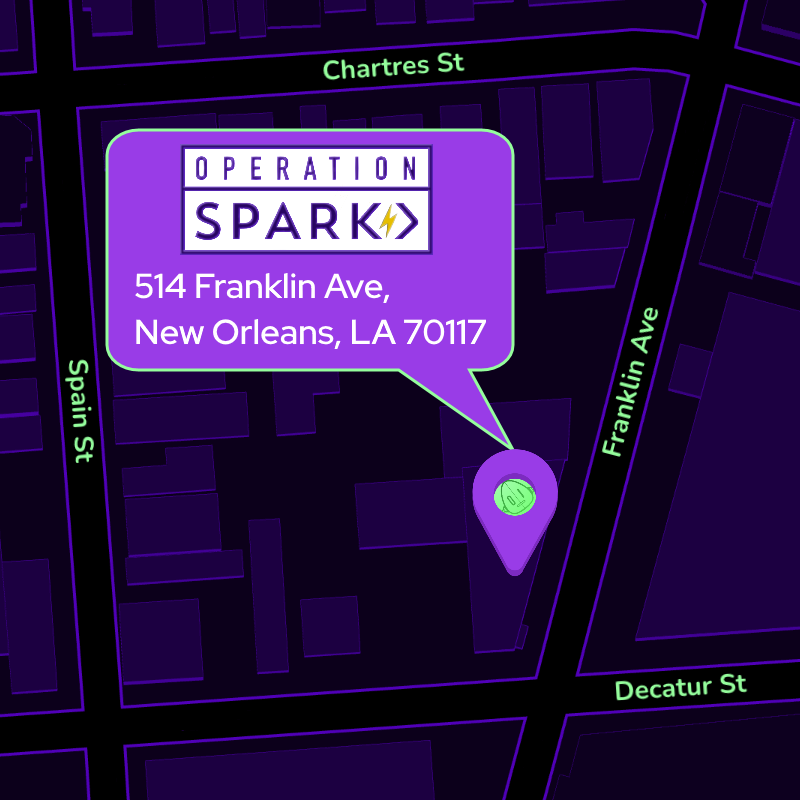 Chartres St
OPERATION
SPARK
514 Franklin Ave,
New Orleans, LA 70117
Spain St
Franklin Ave
Decatur St